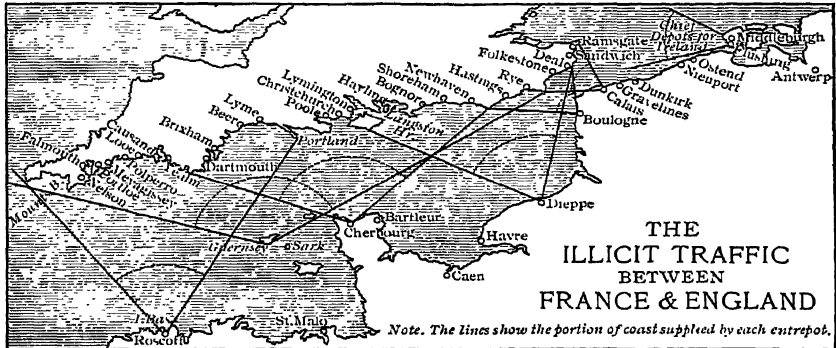 Chief
Depots for
Ireland
Middleburgh
Flushing
Antwerp
Ramsgate
Sandwich
Deal
Folkestone
Ostend
Nieuport
Dunkirk
Gravelines
Calais
Boulogne
Rye
Hastings
Newhaven
Shoreham
Bognor
Langston
Hr
Lymington
Christchurch
Poole
Portland
Lyme
Beer
Brixham
Dartmouth
Cawsand
Looe
Polperro
Mevagissey
Falmouth
Helston
Mounts B.
Dieppe
Havre
Caen
Barfleur
Cherbourg
Guernsey
Sark
St. Malo
Roscoff
THE
ILLICIT TRAFFIC
BETWEEN
FRANCE & ENGLAND
Note. The lines show the portion of coast supplied by each entrepot.